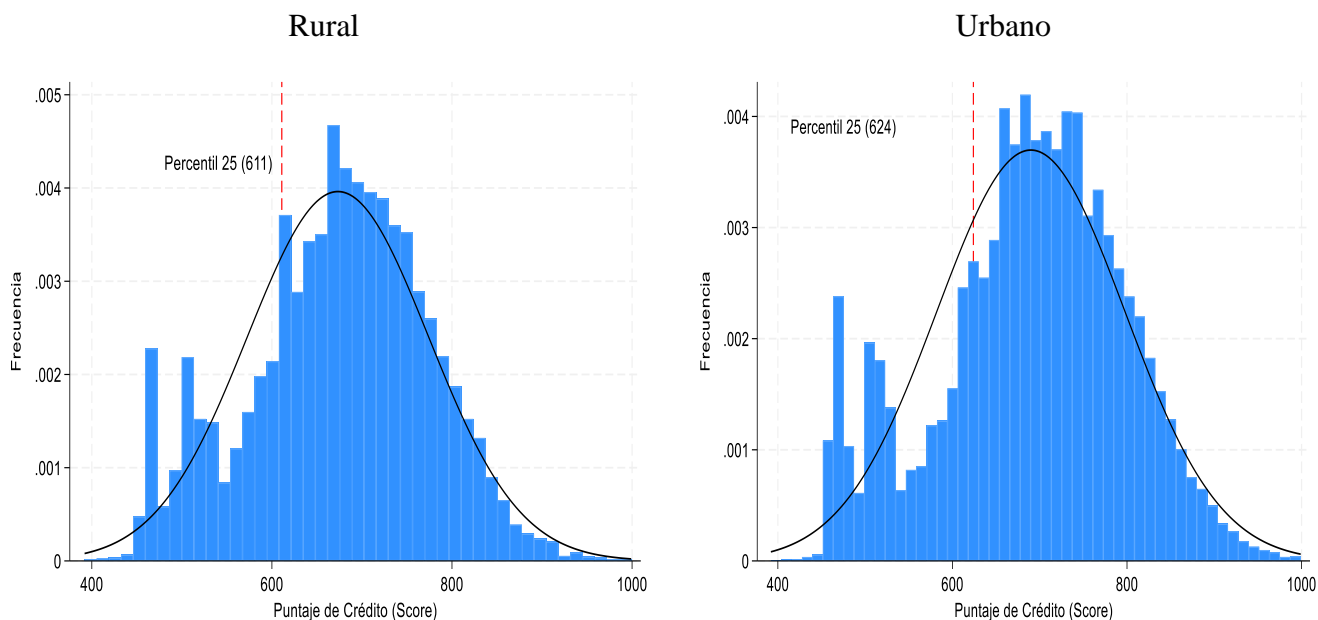 Rural
.005
.004
.003
.002
.001
0
Frecuencia
Percentil 25 (611)
400
600
800
1000
Puntaje de Crédito (Score)
Urbano
.004
.003
.002
.001
0
Frecuencia
Percentil 25 (624)
400
600
800
1000
Puntaje de Crédito (Score)